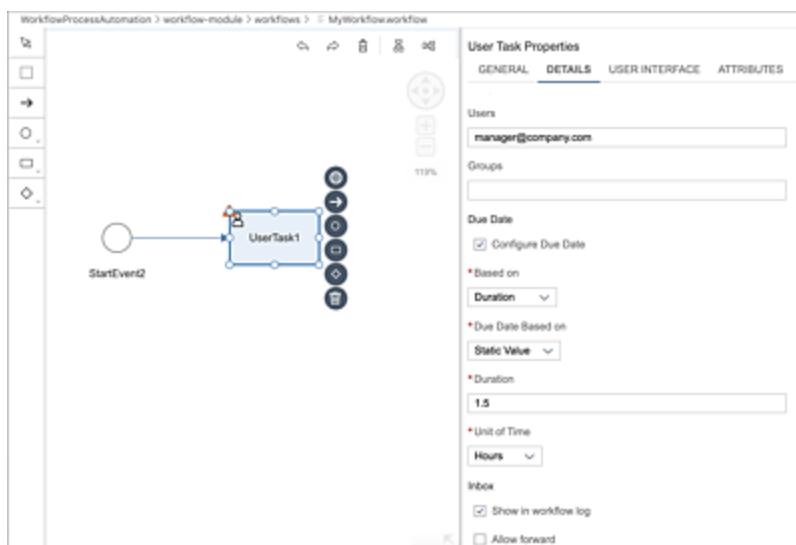 WorkflowProcessAutomation > workflow-module > workflows > MyWorkflow.workflow
User Task Properties
GENERAL DETAILS USER INTERFACE ATTRIBUTES
Users
manager@company.com
Groups
119%
Due Date
UserTask1
Configure Due Date
StartEvent2
*Based on
Duration
*Due Date Based on
Static Value
*Duration
1.5
*Unit of Time
Hours
Inbox
Show in workflow log
Allow forward